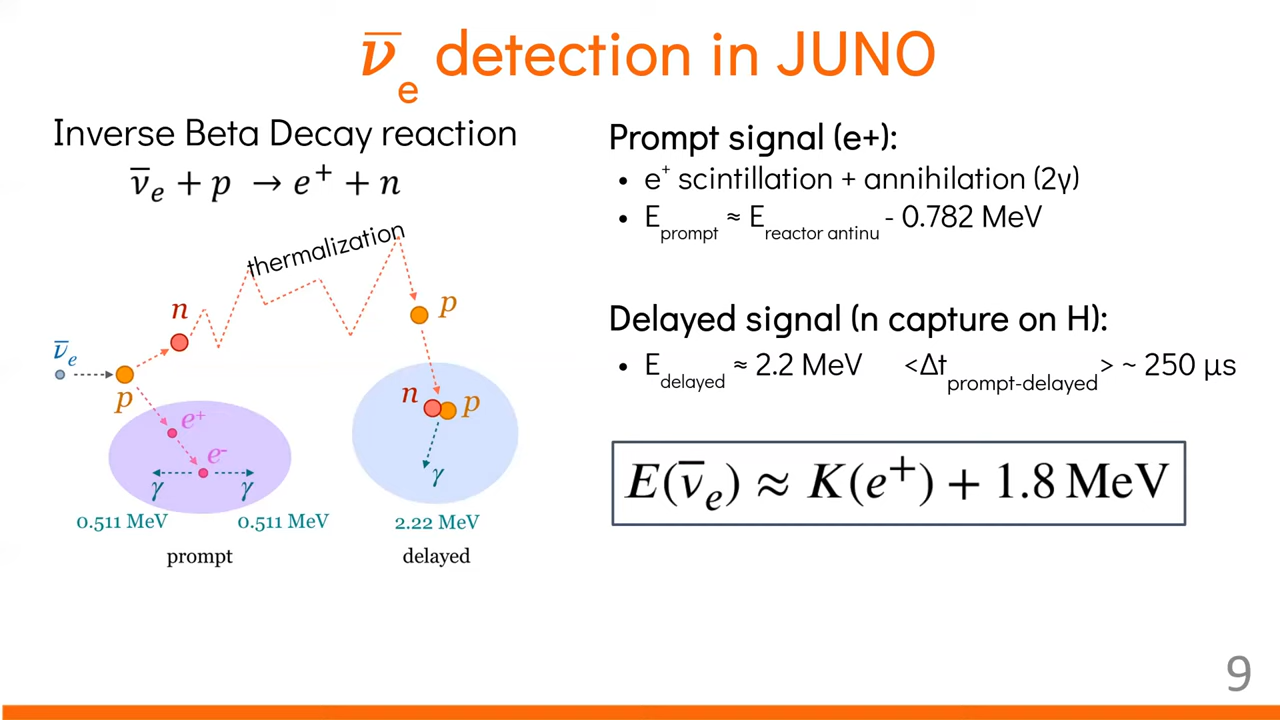 ν̅e detection in JUNO
Inverse Beta Decay reaction
ν̅e + p → e+ + n
thermalization
n
p
ν̅e
p
e+
e-
γ
γ
0.511 MeV
0.511 MeV
prompt
n
p
γ
2.22 MeV
delayed
Prompt signal (e+):
• e+ scintillation + annihilation (2γ)
• Eprompt ≈ Ereactor antinu - 0.782 MeV
Delayed signal (n capture on H):
• Edelayed ≈ 2.2 MeV <Δtprompt-delayed> ~ 250 μs
E(ν̅e) ≈ K(e+) + 1.8 MeV
9